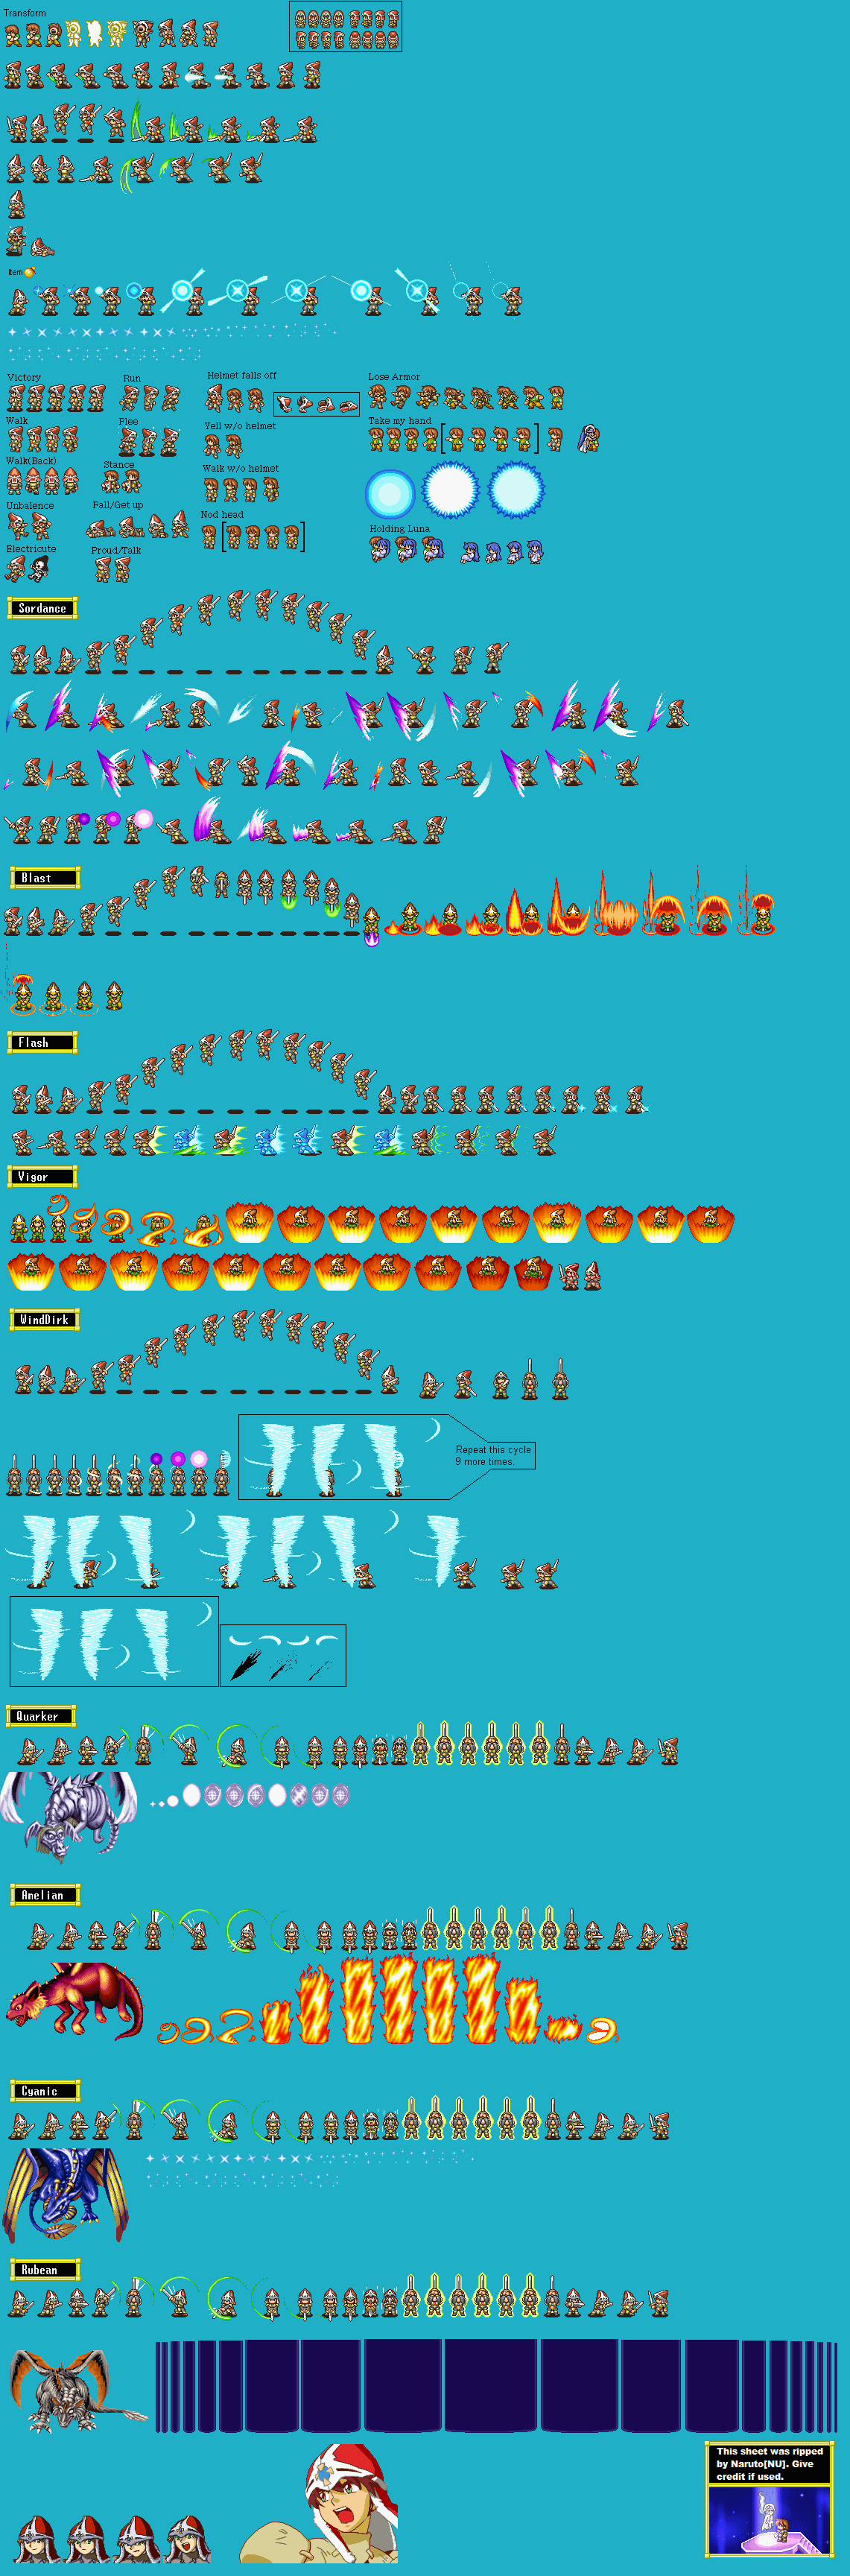 Transform
Item
Victory
Run
Helmet falls off
Lose Armor
Walk
Flee
Yell w/o helmet
Take my hand
Walk(Back)
Stance
Walk w/o helmet
Unbalence
Fall/Get up
Nod head
Holding Luna
Electricute
Proud/Talk
Sordance
Blast
Flash
Vigor
WindDirk
Repeat this cycle
9 more times.
Quarker
Amelian
Cyanic
Rubean
This sheet was ripped
by Naruto[NU]. Give
credit if used.